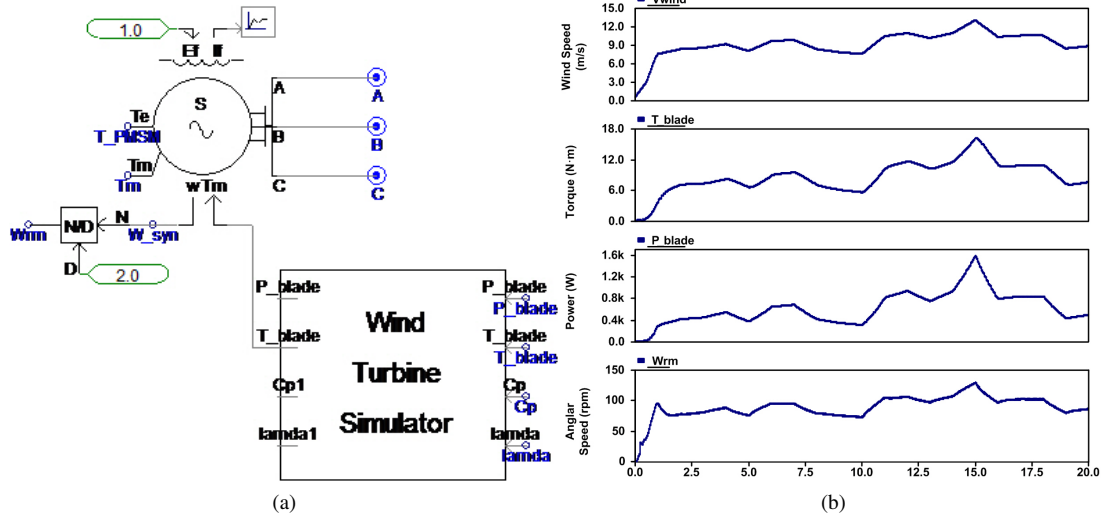 1.0
Ef If
S
Te
T_PMSM
Tm
Tm
w Tm
A
A
B
B
C
C
N/D
N
Wrm
W_syn
D
2.0
P_blade
P_blade
P_blade
T_blade
T_blade
T_blade
Cp1
Cp
Cp
lamda1
lamda
lamda
Wind
Turbine
Simulator
(a)
Vwind
Wind Speed
(m/s)
15.0
12.0
9.0
6.0
3.0
0.0
T_blade
Torque (N·m)
18.0
12.0
6.0
0.0
P_blade
Power (W)
1.6k
1.2k
0.8k
0.4k
0.0
Wrm
Anglar
Speed (rpm)
150
100
50
0
0.0 2.5 5.0 7.5 10.0 12.5 15.0 17.5 20.0
(b)